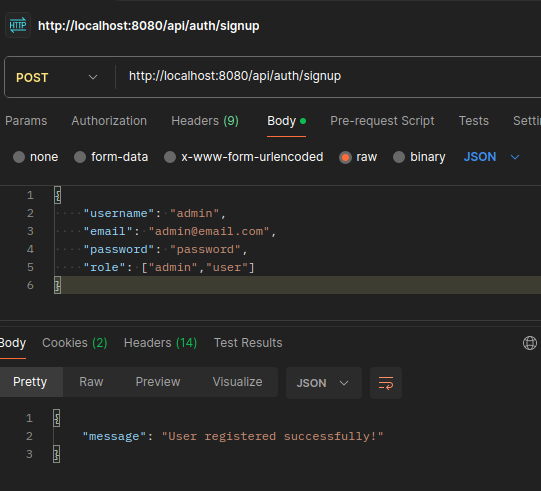 HTTP http://localhost:8080/api/auth/signup
POST http://localhost:8080/api/auth/signup
Params Authorization Headers (9) Body Pre-request Script Tests Setti
none form-data x-www-form-urlencoded raw binary JSON
1 {
2 ····"username": "admin",
3 ····"email": "admin@email.com",
4 ····"password": "password",
5 ····"role": ["admin","user"]
6 }
Body Cookies (2) Headers (14) Test Results
Pretty Raw Preview Visualize JSON
1 {
2 "message": "User registered successfully!"
3 }